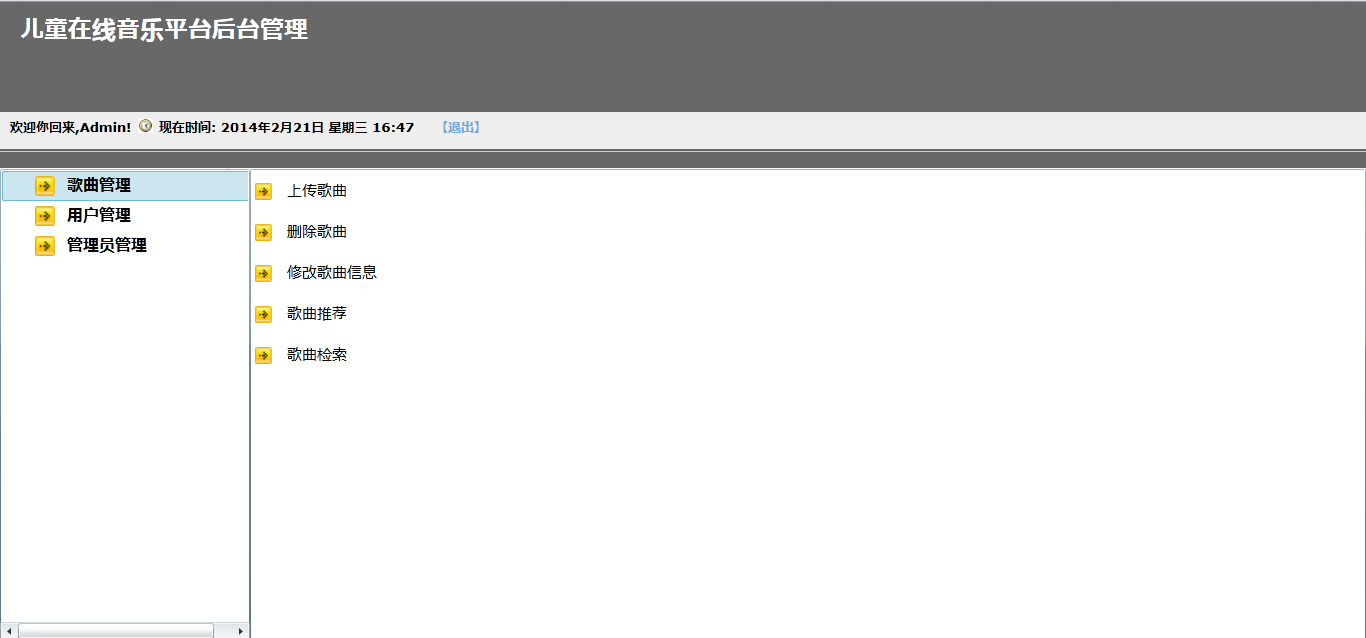 儿童在线音乐平台后台管理
欢迎你回来,Admin! 现在时间: 2014年2月21日 星期三 16:47 【退出】
歌曲管理
用户管理
管理员管理
上传歌曲
删除歌曲
修改歌曲信息
歌曲推荐
歌曲检索